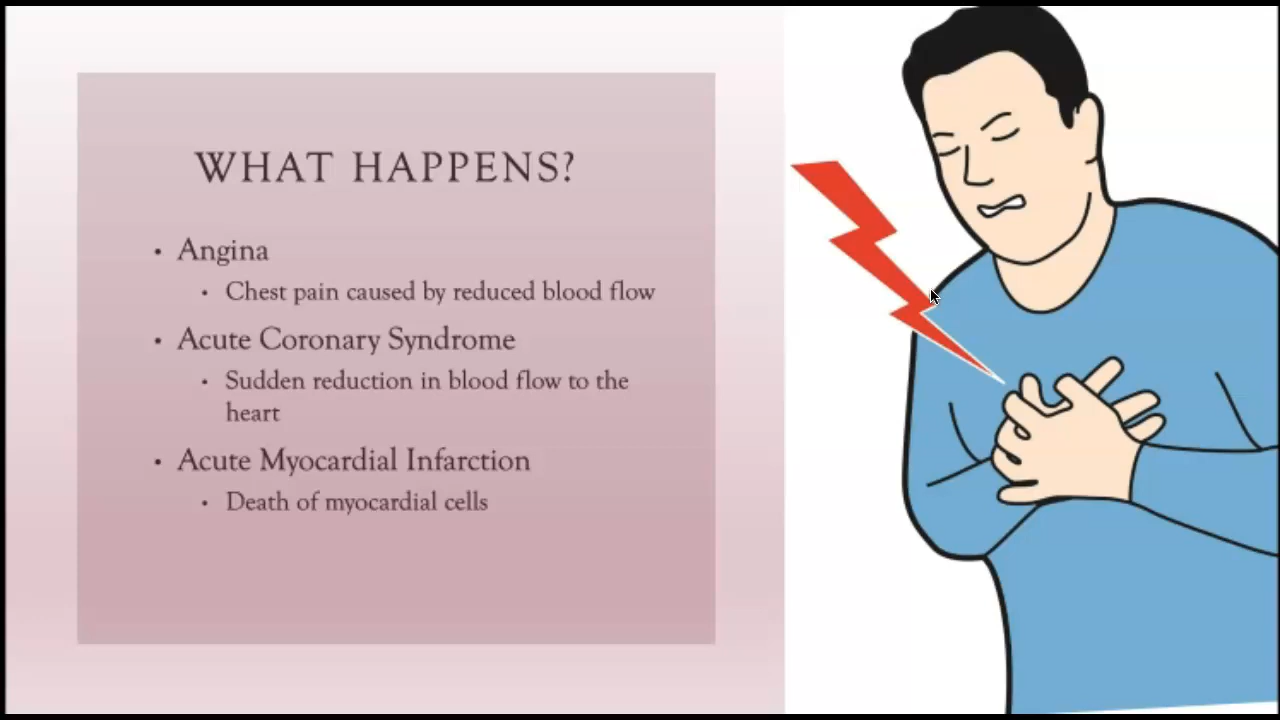 WHAT HAPPENS?
• Angina
• Chest pain caused by reduced blood flow
• Acute Coronary Syndrome
• Sudden reduction in blood flow to the
heart
• Acute Myocardial Infarction
• Death of myocardial cells